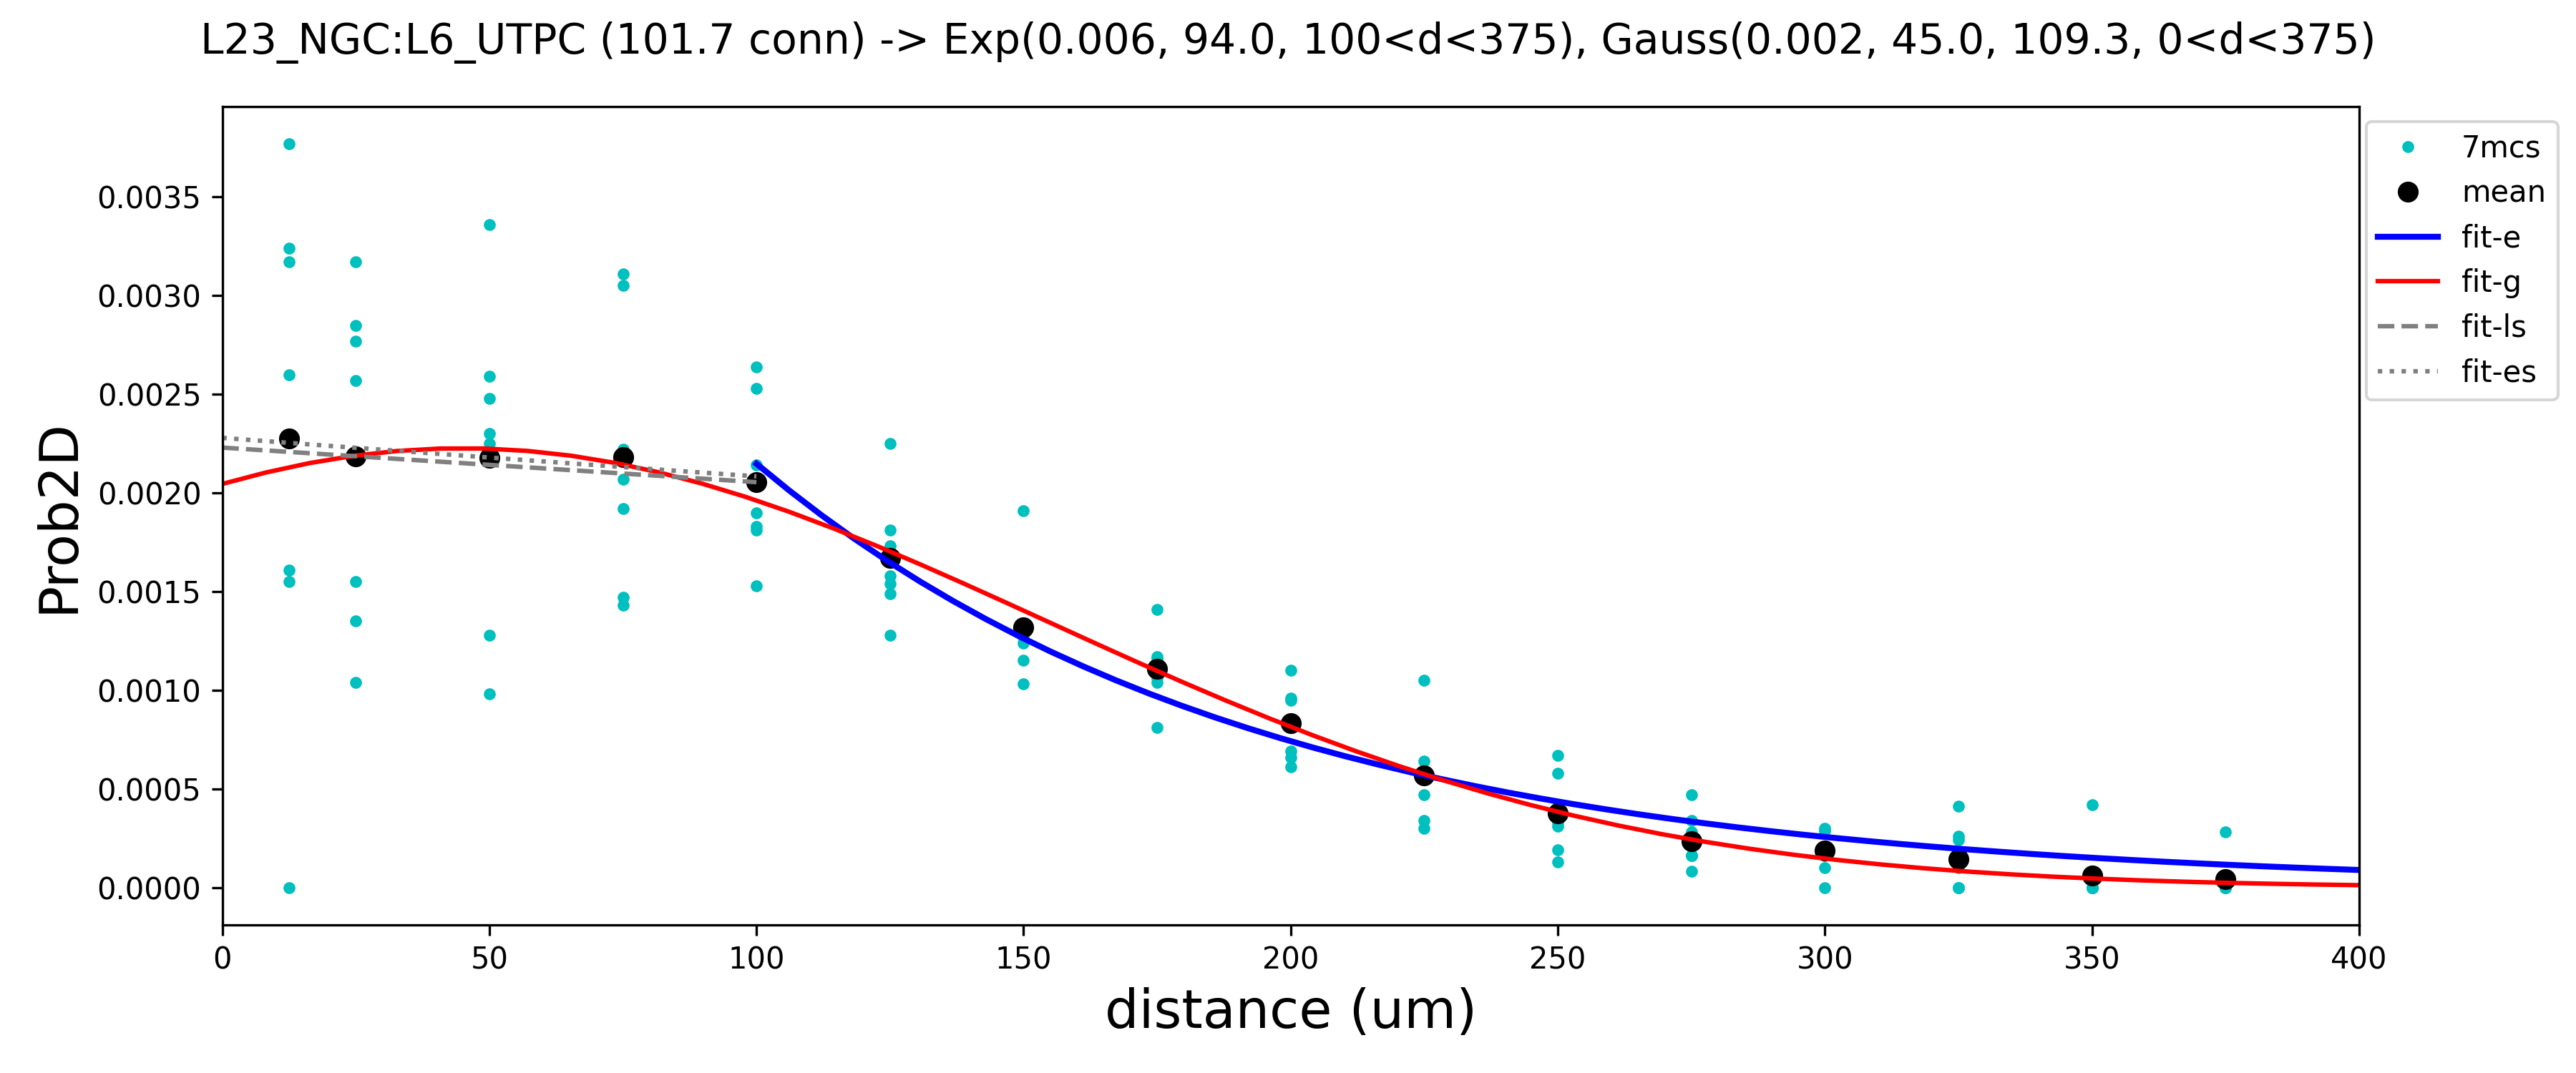 L23_NGC:L6_UTPC (101.7 conn) -> Exp(0.006, 94.0, 100<d<375), Gauss(0.002, 45.0, 109.3, 0<d<375)
7mcs
mean
fit-e
fit-g
fit-ls
fit-es
Prob2D
0.0035
0.0030
0.0025
0.0020
0.0015
0.0010
0.0005
0.0000
0 50 100 150 200 250 300 350 400
distance (um)